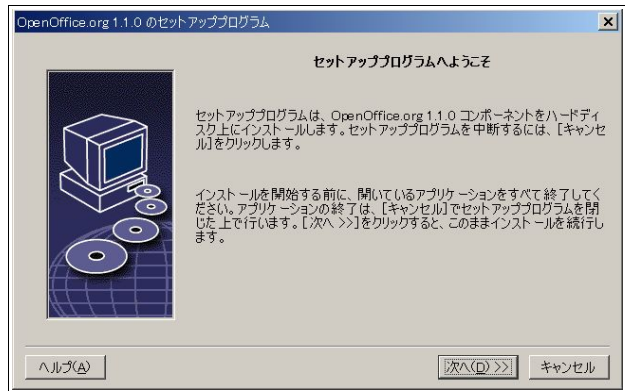 OpenOffice.org 1.1.0 のセットアッププログラム
セットアッププログラムへようこそ
セットアッププログラムは、OpenOffice.org 1.1.0 コンポーネントをハードディ
スク上にインストールします。セットアッププログラムを中断するには、[キャンセ
ル]をクリックします。
インストールを開始する前に、開いているアプリケーションをすべて終了してく
ださい。アプリケーションの終了は、[キャンセル]でセットアッププログラムを閉
じた上で行います。[次へ >>]をクリックすると、このままインストールを続行し
ます。
ヘルプ(A)
次へ(D) >>
キャンセル